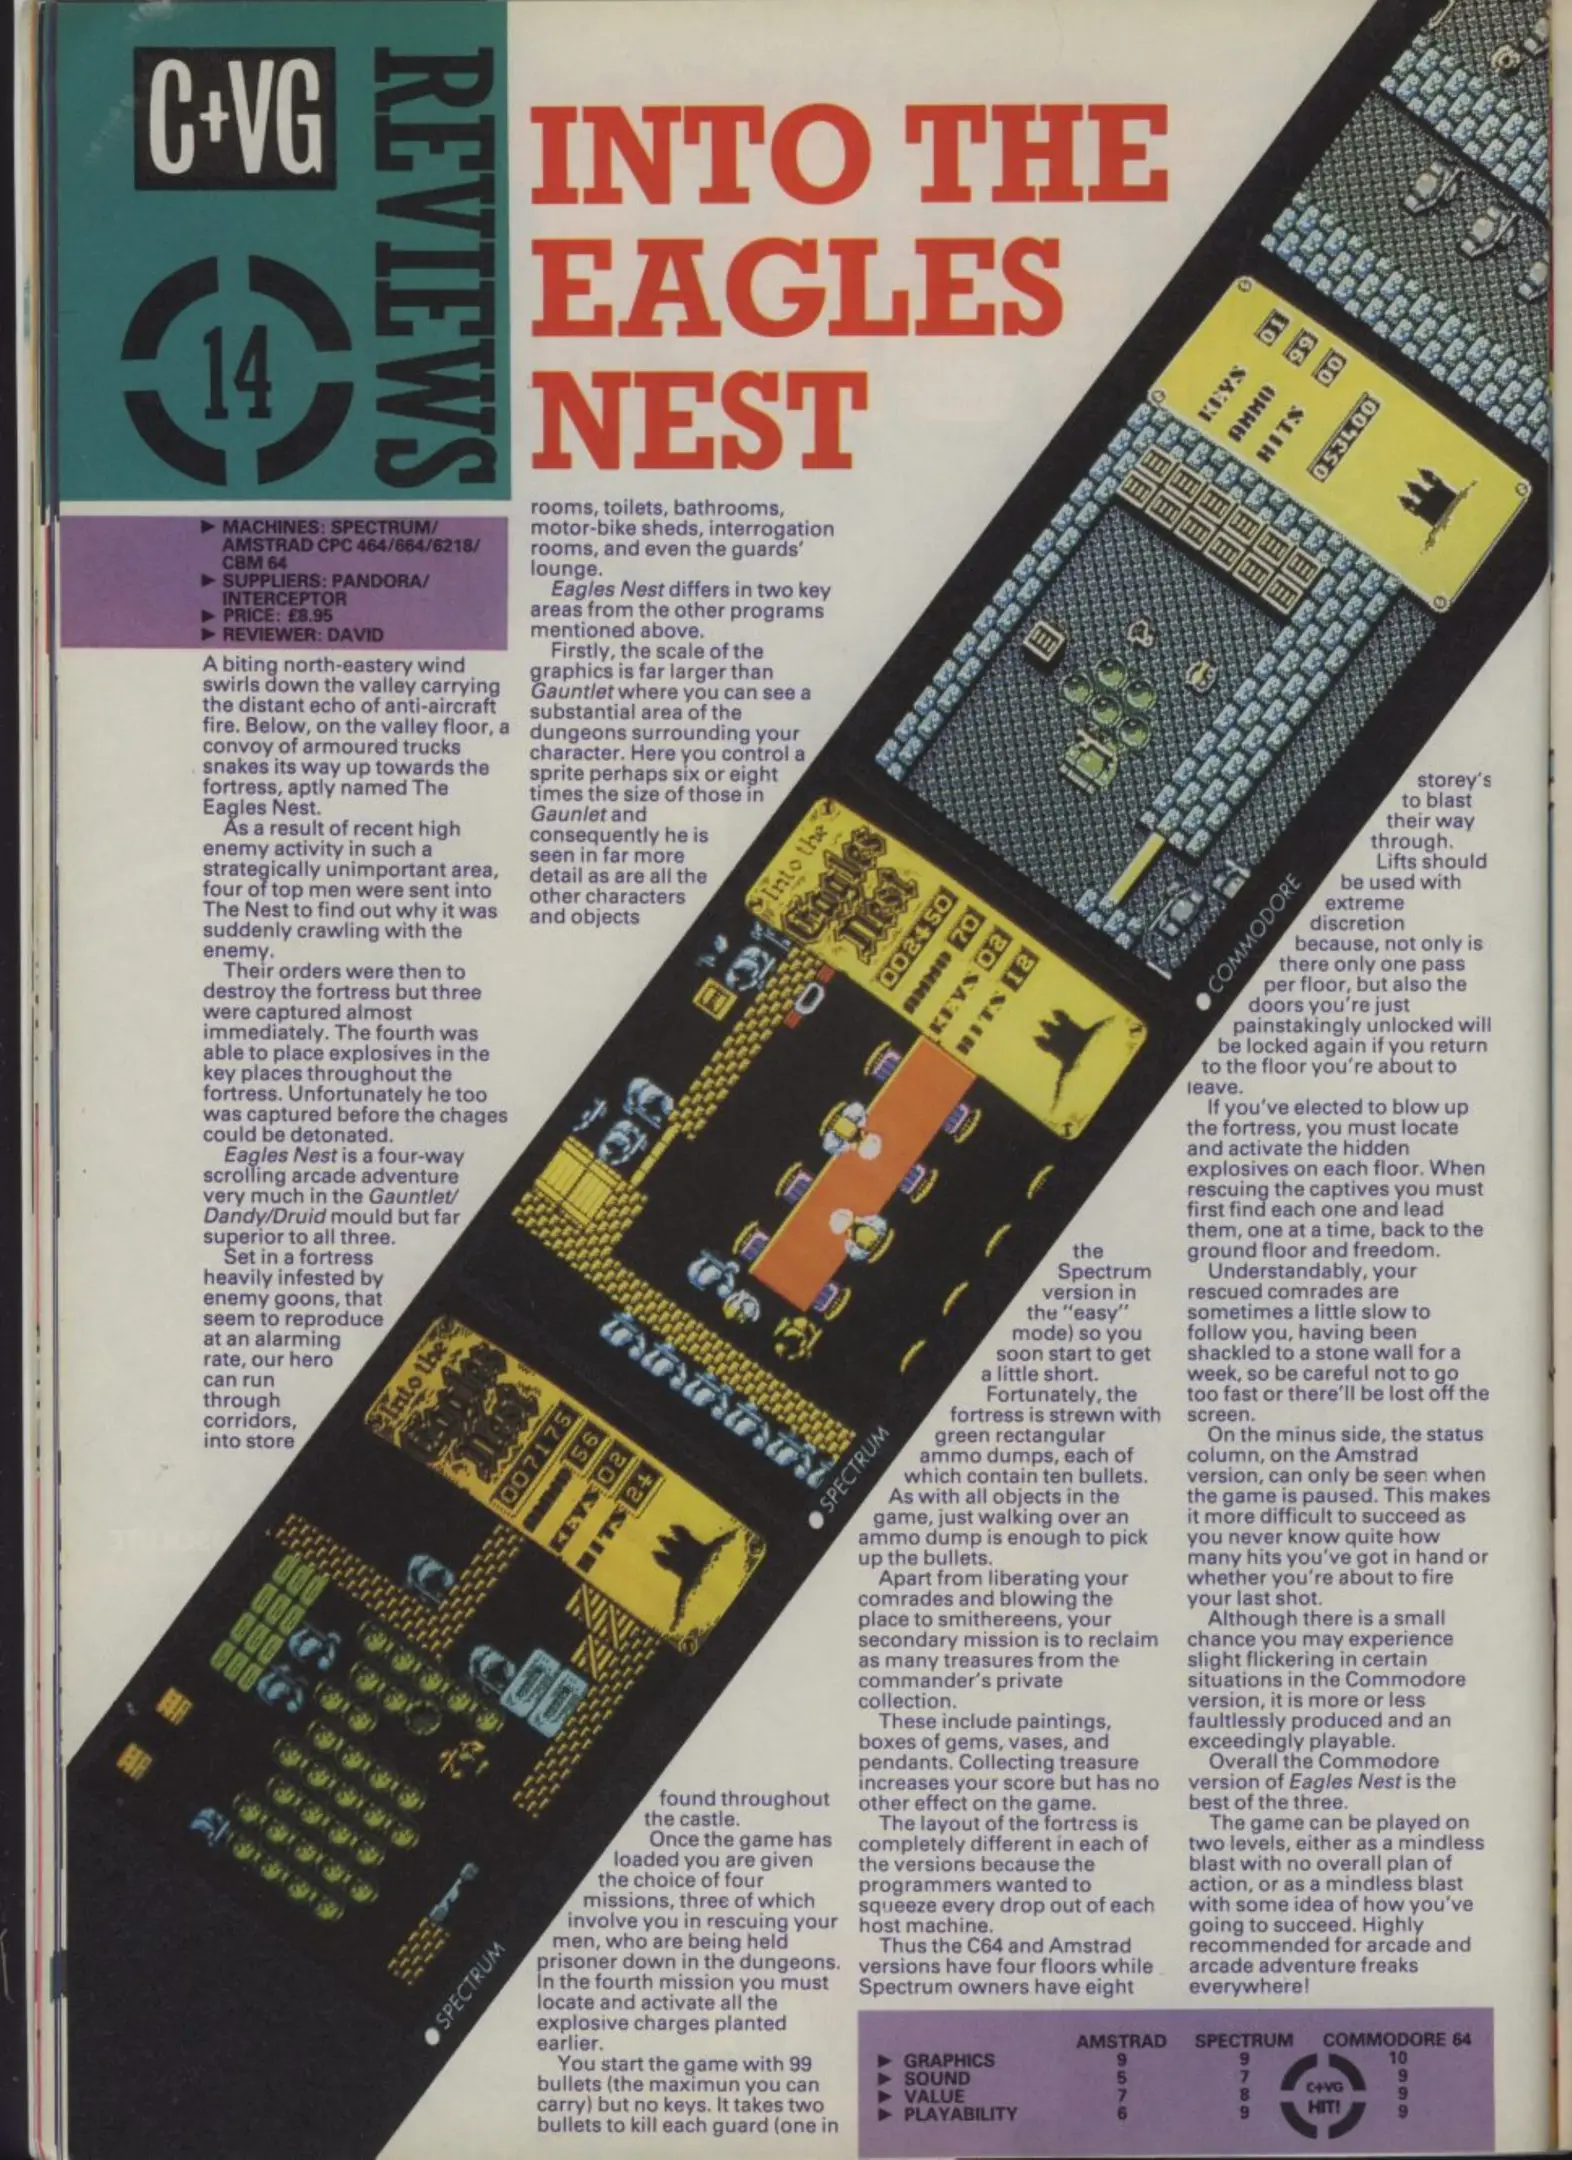 C+VG
REVIEWS
14
INTO THE
EAGLES
NEST
► MACHINES: SPECTRUM/
AMSTRAD CPC 464/664/6218/
CBM 64
► SUPPLIERS: PANDORA/
INTERCEPTOR
► PRICE: £8.95
► REVIEWER: DAVID
A biting north-eastery wind
swirls down the valley carrying
the distant echo of anti-aircraft
fire. Below, on the valley floor, a
convoy of armoured trucks
snakes its way up towards the
fortress, aptly named The
Eagles Nest.
As a result of recent high
enemy activity in such a
strategically unimportant area,
four of top men were sent into
The Nest to find out why it was
suddenly crawling with the
enemy.
Their orders were then to
destroy the fortress but three
were captured almost
immediately. The fourth was
able to place explosives in the
key places throughout the
fortress. Unfortunately he too
was captured before the chages
could be detonated.
Eagles Nest is a four-way
scrolling arcade adventure
very much in the Gauntlet/
Dandy/Druid mould but far
superior to all three.
Set in a fortress
heavily infested by
enemy goons, that
seem to reproduce
at an alarming
rate, our hero
can run
through
corridors,
into store
rooms, toilets, bathrooms,
motor-bike sheds, interrogation
rooms, and even the guards'
lounge.
Eagles Nest differs in two key
areas from the other programs
mentioned above.
Firstly, the scale of the
graphics is far larger than
Gauntlet where you can see a
substantial area of the
dungeons surrounding your
character. Here you control a
sprite perhaps six or eight
times the size of those in
Gaunlet and
consequently he is
seen in far more
detail as are all the
other characters
and objects
found throughout
the castle.
Once the game has
loaded you are given
the choice of four
missions, three of which
involve you in rescuing your
men, who are being held
prisoner down in the dungeons.
In the fourth mission you must
locate and activate all the
explosive charges planted
earlier.
You start the game with 99
bullets (the maximun you can
carry) but no keys. It takes two
bullets to kill each guard (one in
the
Spectrum
version in
the "easy"
mode) so you
soon start to get
a little short.
Fortunately, the
fortress is strewn with
green rectangular
ammo dumps, each of
which contain ten bullets.
As with all objects in the
game, just walking over an
ammo dump is enough to pick
up the bullets.
Apart from liberating your
comrades and blowing the
place to smithereens, your
secondary mission is to reclaim
as many treasures from the
commander's private
collection.
These include paintings,
boxes of gems, vases, and
pendants. Collecting treasure
increases your score but has no
other effect on the game.
The layout of the fortress is
completely different in each of
the versions because the
programmers wanted to
squeeze every drop out of each
host machine.
Thus the C64 and Amstrad
versions have four floors while
Spectrum owners have eight
storey's
to blast
their way
through.
Lifts should
be used with
extreme
discretion
because, not only is
there only one pass
per floor, but also the
doors you're just
painstakingly unlocked will
be locked again if you return
to the floor you're about to
leave.
If you've elected to blow up
the fortress, you must locate
and activate the hidden
explosives on each floor. When
rescuing the captives you must
first find each one and lead
them, one at a time, back to the
ground floor and freedom.
Understandably, your
rescued comrades are
sometimes a little slow to
follow you, having been
shackled to a stone wall for a
week, so be careful not to go
too fast or there'll be lost off the
screen.
On the minus side, the status
column, on the Amstrad
version, can only be seen when
the game is paused. This makes
it more difficult to succeed as
you never know quite how
many hits you've got in hand or
whether you're about to fire
your last shot.
Although there is a small
chance you may experience
slight flickering in certain
situations in the Commodore
version, it is more or less
faultlessly produced and an
exceedingly playable.
Overall the Commodore
version of Eagles Nest is the
best of the three.
The game can be played on
two levels, either as a mindless
blast with no overall plan of
action, or as a mindless blast
with some idea of how you've
going to succeed. Highly
recommended for arcade and
arcade adventure freaks
everywhere!
KEYS 01
AMMO 99
HITS 00
053400
● COMMODORE
Into the
Eagles
Nest
002450
AMMO 70
KEYS 02
HITS 12
● SPECTRUM
Into the
Eagles
Nest
AMMO 56
KEYS 02
HITS 24
● SPECTRUM
AMSTRAD SPECTRUM COMMODORE 64
► GRAPHICS 9 9 10
► SOUND 5 7 9
► VALUE 7 8 9
► PLAYABILITY 6 9 9
C+VG
HIT!